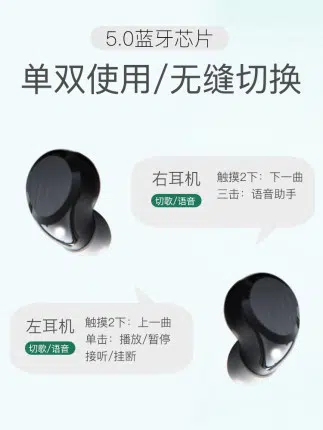 5.0蓝牙芯片
单双使用/无缝切换
右耳机
切歌/语音
触摸2下：下一曲
三击：语音助手
左耳机
切歌/语音
触摸2下：上一曲
单击：播放/暂停
接听/挂断